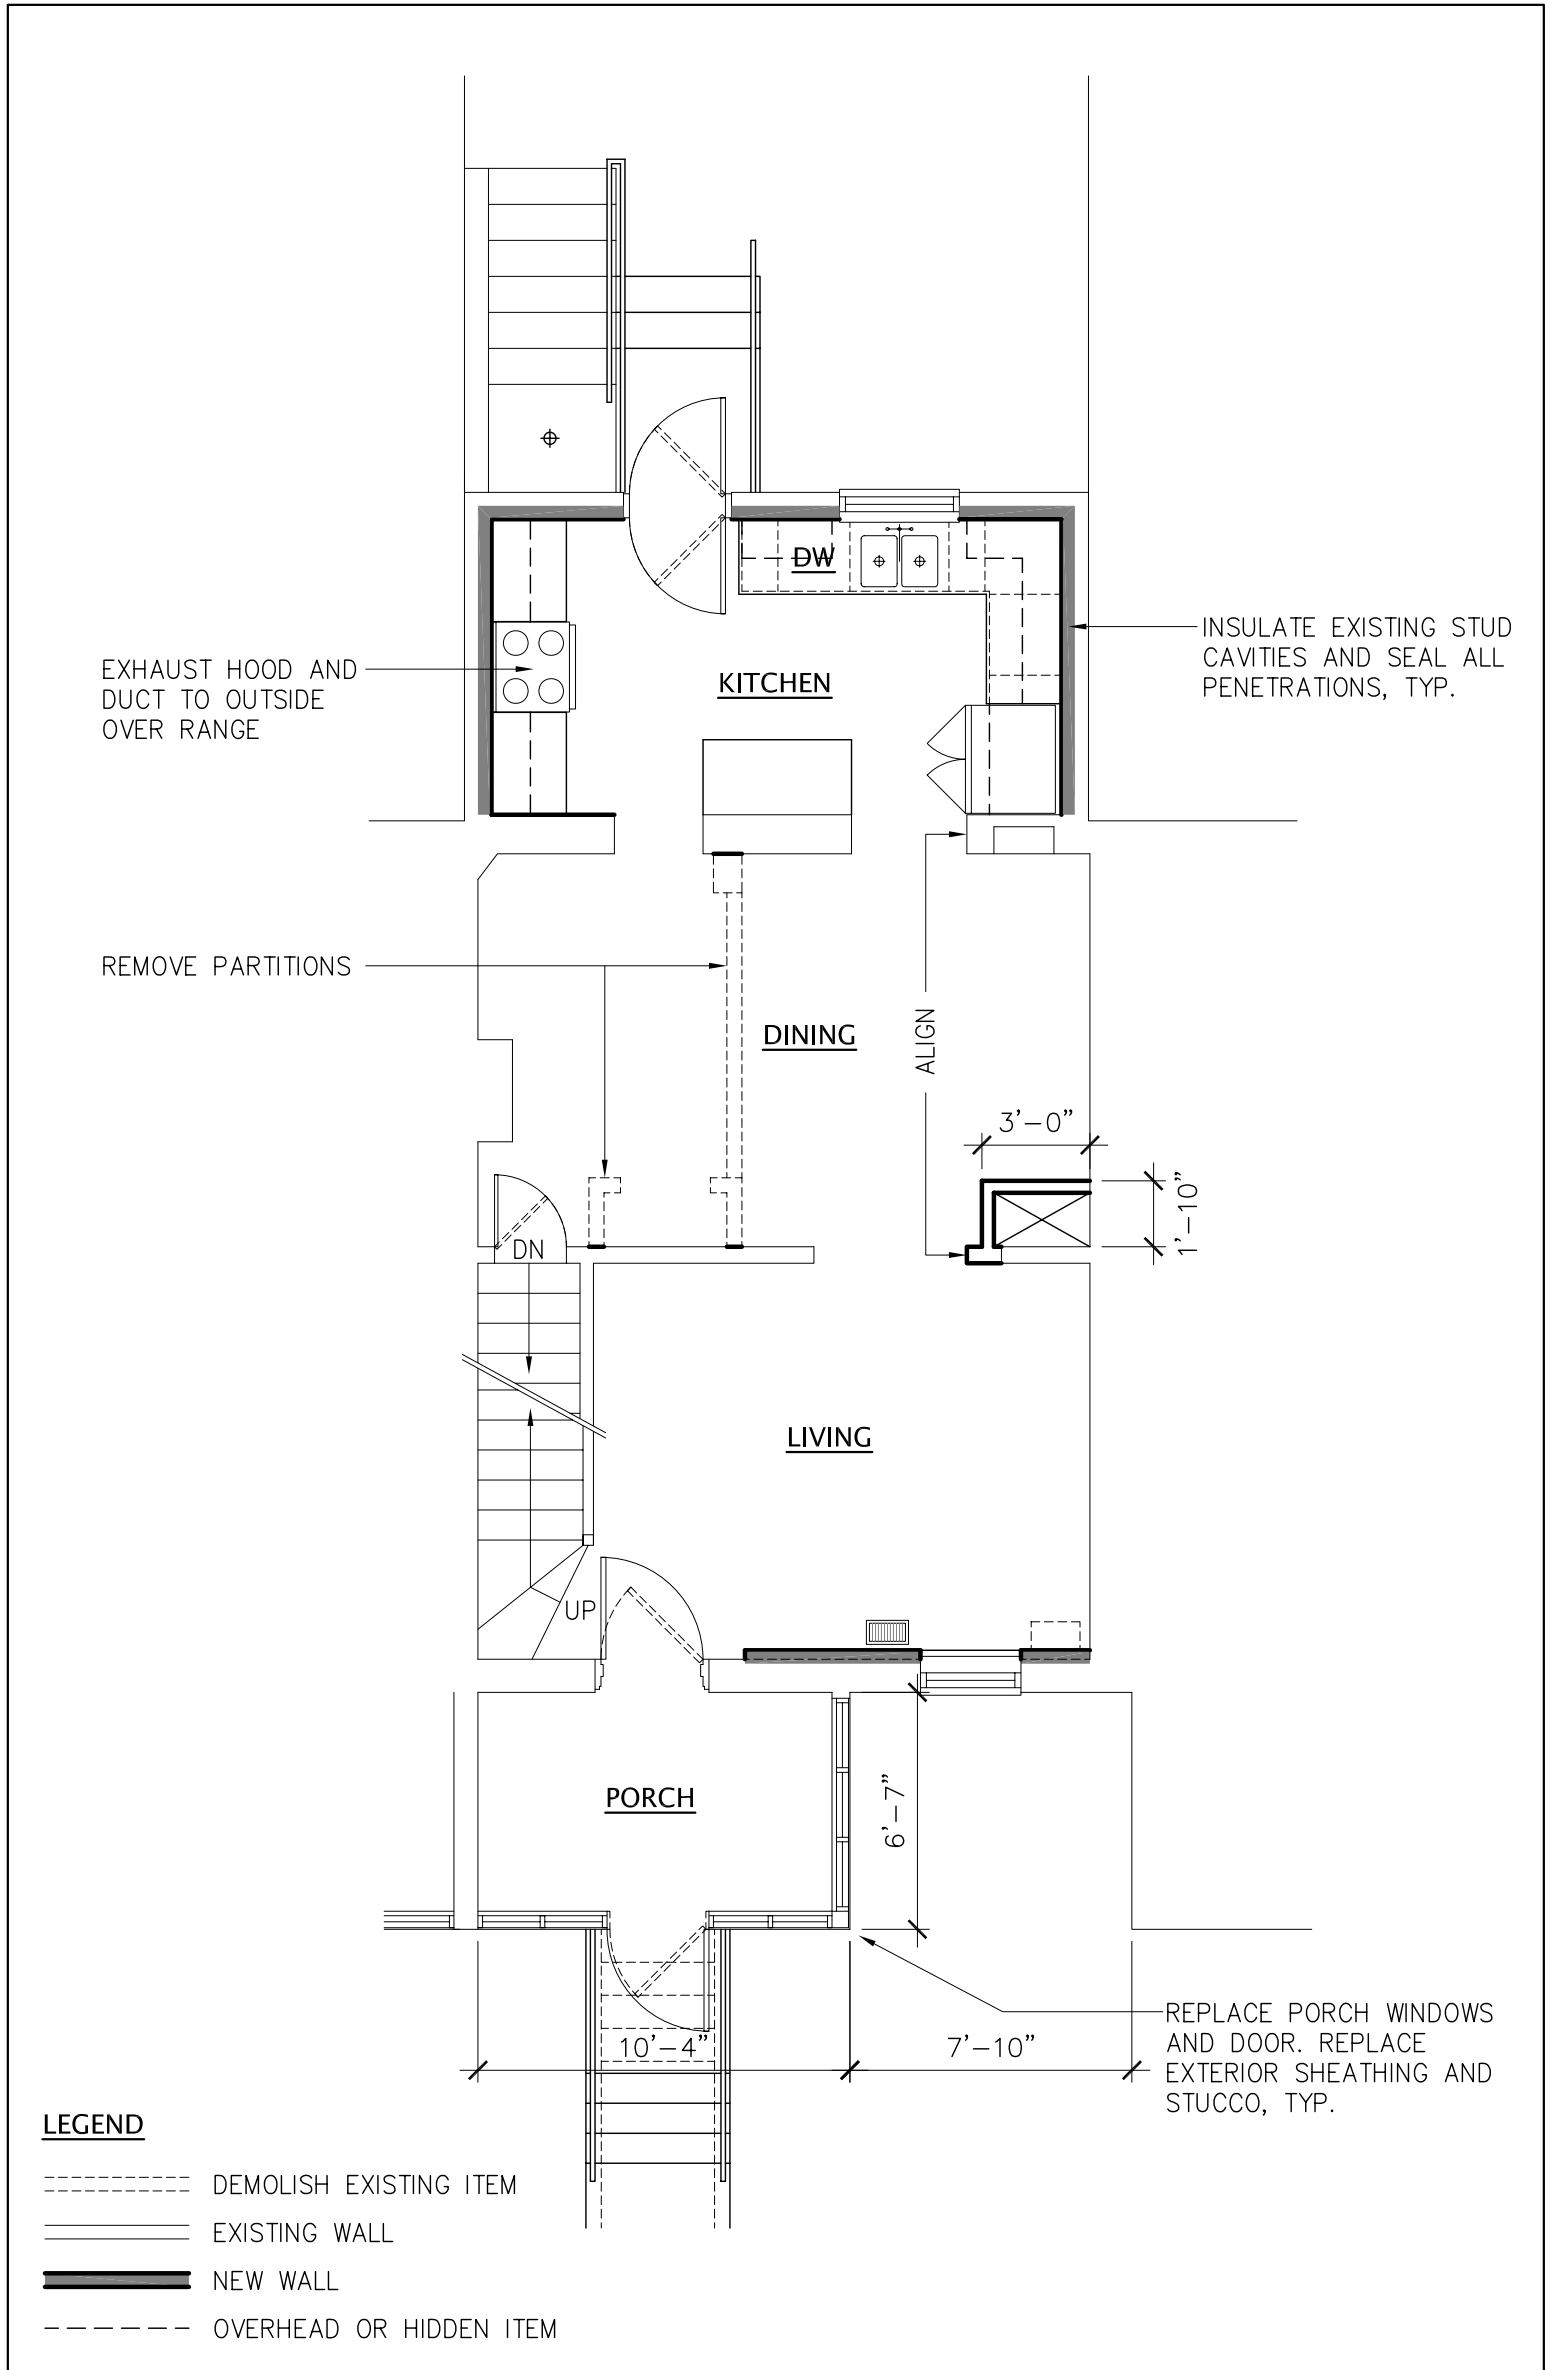 DW
INSULATE EXISTING STUD
CAVITIES AND SEAL ALL
PENETRATIONS, TYP.
EXHAUST HOOD AND
DUCT TO OUTSIDE
OVER RANGE
KITCHEN
REMOVE PARTITIONS
DINING
ALIGN
3'-0"
1'-10"
DN
LIVING
UP
PORCH
6'-7"
10'-4"
7'-10"
REPLACE PORCH WINDOWS
AND DOOR. REPLACE
EXTERIOR SHEATHING AND
STUCCO, TYP.
LEGEND
DEMOLISH EXISTING ITEM
EXISTING WALL
NEW WALL
OVERHEAD OR HIDDEN ITEM